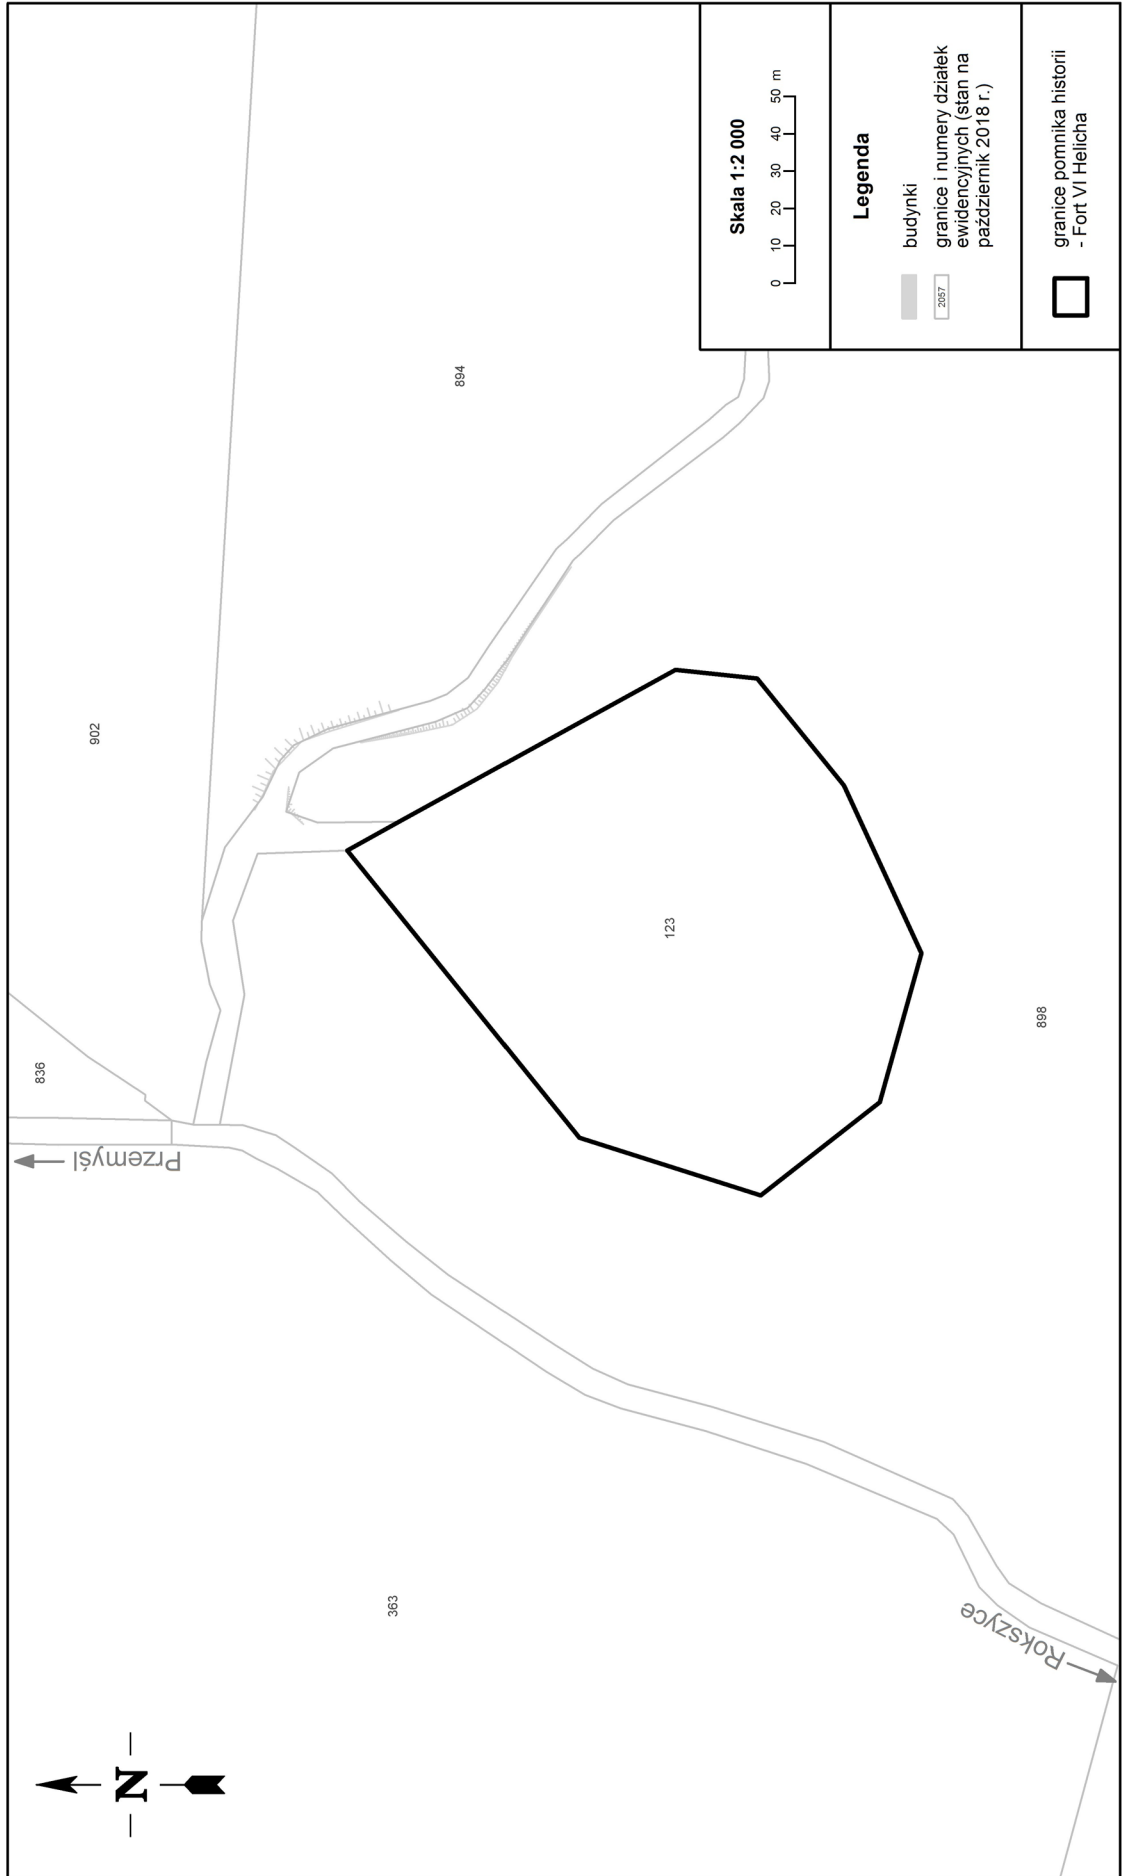 902
894
836
Przemyśl
123
898
363
Rokszyce
N
Skala 1:2 000
0 10 20 30 40 50 m
Legenda
budynki
2057
granice i numery działek
ewidencyjnych (stan na
październik 2018 r.)
granice pomnika historii
- Fort VI Helicha